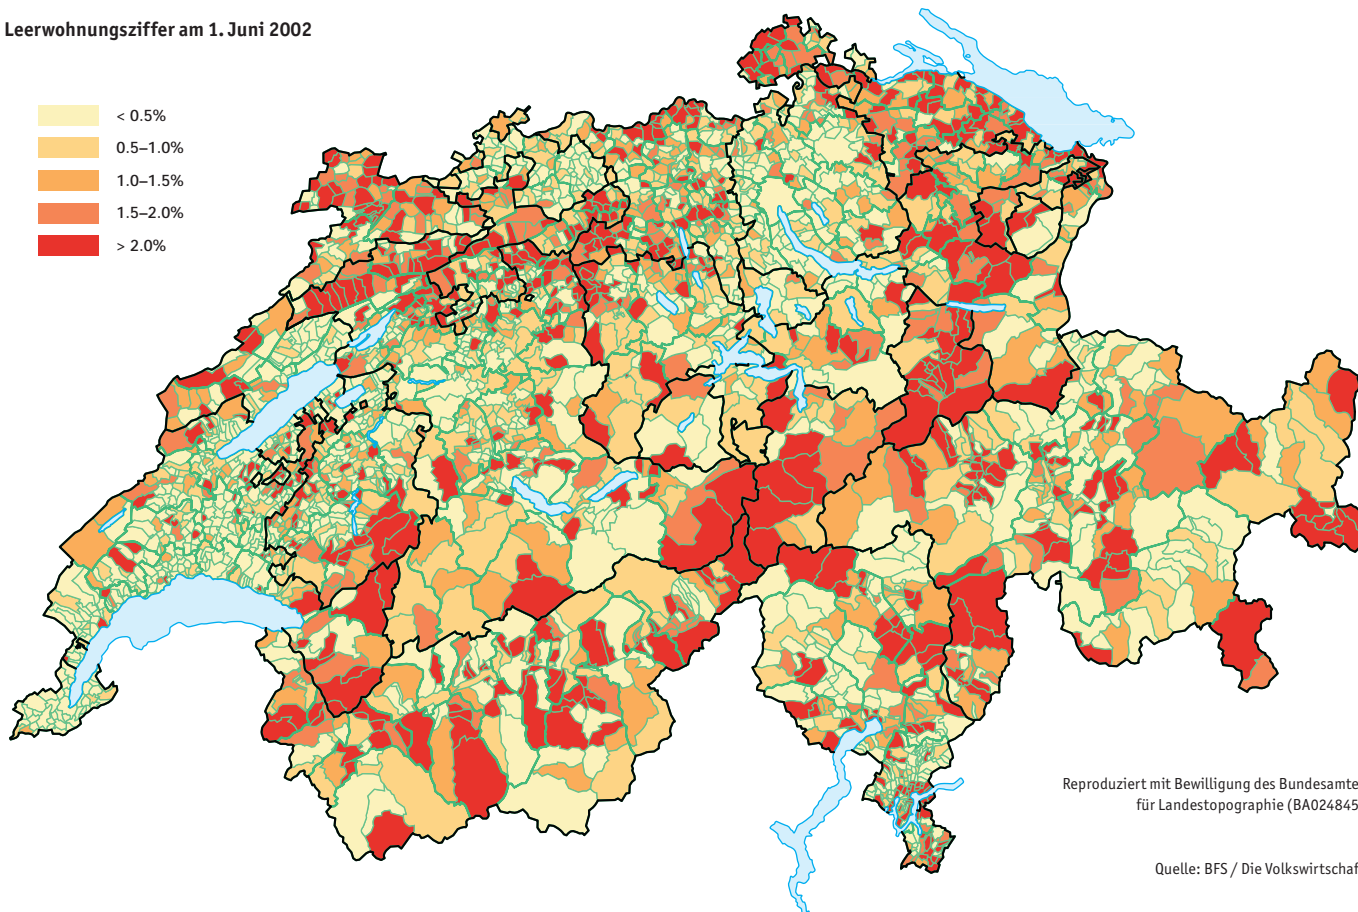 Leerwohnungsziffer am 1. Juni 2002
< 0.5%
0.5–1.0%
1.0–1.5%
1.5–2.0%
> 2.0%
Reproduziert mit Bewilligung des Bundesamte
für Landestopographie (BA024845
Quelle: BFS / Die Volkswirtschaf